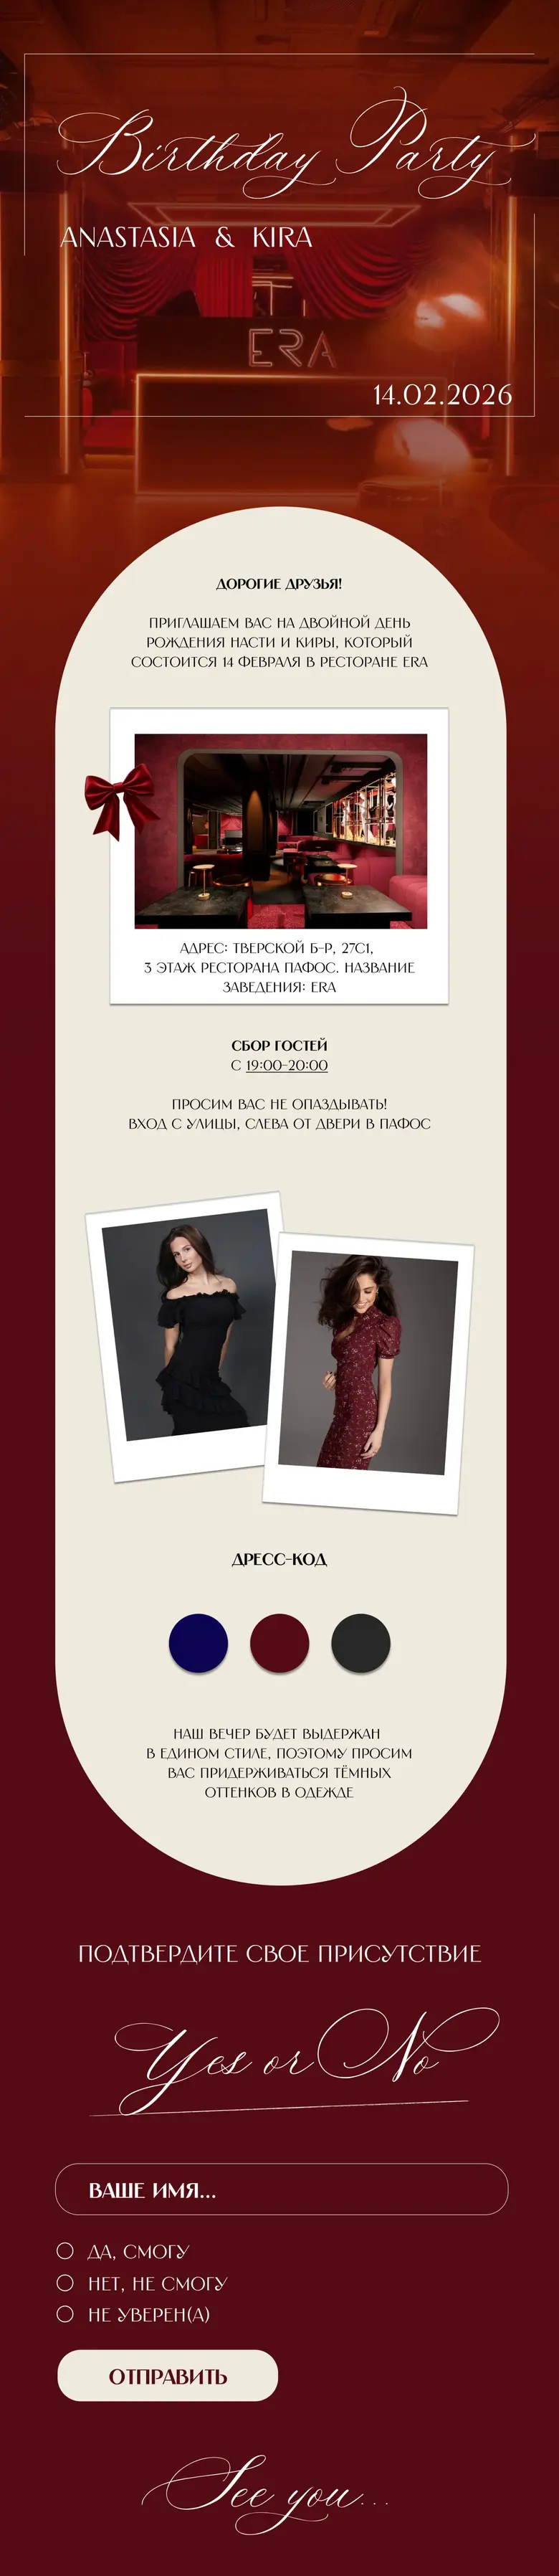 Birthday Party
ANASTASIA & KIRA
ERA
14.02.2026
ДОРОГИЕ ДРУЗЬЯ!
ПРИГЛАШАЕМ ВАС НА ДВОЙНОЙ ДЕНЬ
РОЖДЕНИЯ НАСТИ И КИРЫ, КОТОРЫЙ
СОСТОИТСЯ 14 ФЕВРАЛЯ В РЕСТОРАНЕ ERA
АДРЕС: ТВЕРСКОЙ Б-Р, 27С1,
3 ЭТАЖ РЕСТОРАНА ПАФОС. НАЗВАНИЕ
ЗАВЕДЕНИЯ: ERA
СБОР ГОСТЕЙ
С 19:00-20:00
ПРОСИМ ВАС НЕ ОПАЗДЫВАТЬ!
ВХОД С УЛИЦЫ, СЛЕВА ОТ ДВЕРИ В ПАФОС
ДРЕСС-КОД
НАШ ВЕЧЕР БУДЕТ ВЫДЕРЖАН
В ЕДИНОМ СТИЛЕ, ПОЭТОМУ ПРОСИМ
ВАС ПРИДЕРЖИВАТЬСЯ ТЁМНЫХ
ОТТЕНКОВ В ОДЕЖДЕ
ПОДТВЕРДИТЕ СВОЕ ПРИСУТСТВИЕ
Yes or No
ВАШЕ ИМЯ...
ДА, СМОГУ
НЕТ, НЕ СМОГУ
НЕ УВЕРЕН(А)
ОТПРАВИТЬ
See you...